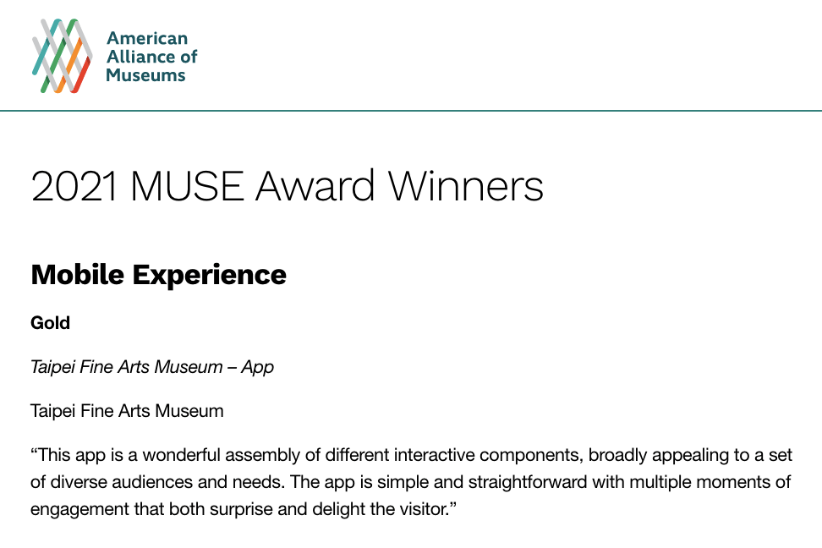 American
Alliance of
Museums
2021 MUSE Award Winners
Mobile Experience
Gold
Taipei Fine Arts Museum – App
Taipei Fine Arts Museum
“This app is a wonderful assembly of different interactive components, broadly appealing to a set
of diverse audiences and needs. The app is simple and straightforward with multiple moments of
engagement that both surprise and delight the visitor.”